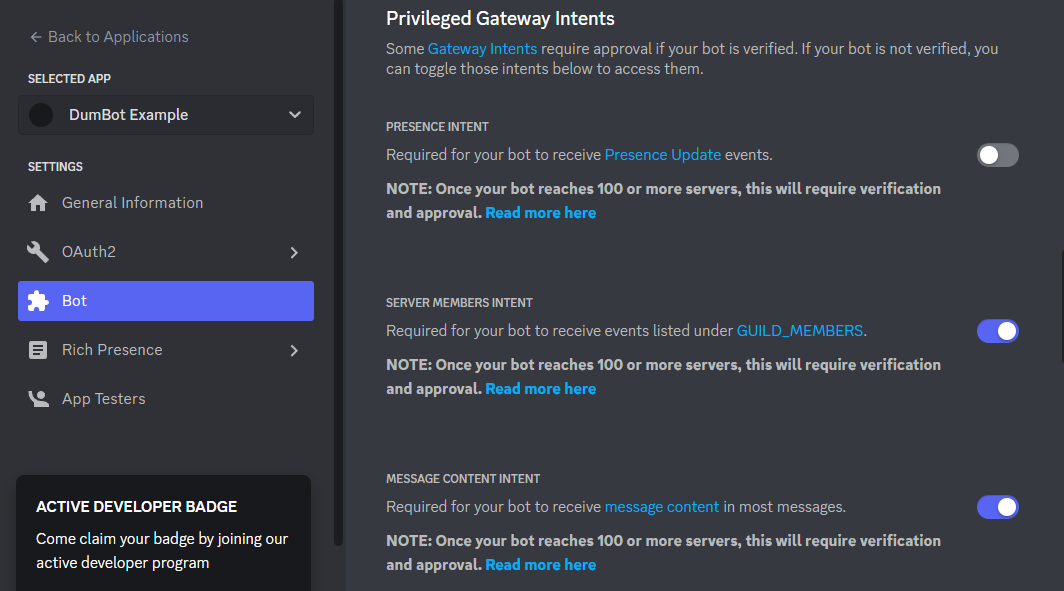 Back to Applications
SELECTED APP
DumBot Example
SETTINGS
General Information
OAuth2
Bot
Rich Presence
App Testers
ACTIVE DEVELOPER BADGE
Come claim your badge by joining our
active developer program
Privileged Gateway Intents
Some Gateway Intents require approval if your bot is verified. If your bot is not verified, you
can toggle those intents below to access them.
PRESENCE INTENT
Required for your bot to receive Presence Update events.
NOTE: Once your bot reaches 100 or more servers, this will require verification
and approval. Read more here
SERVER MEMBERS INTENT
Required for your bot to receive events listed under GUILD_MEMBERS.
NOTE: Once your bot reaches 100 or more servers, this will require verification
and approval. Read more here
MESSAGE CONTENT INTENT
Required for your bot to receive message content in most messages.
NOTE: Once your bot reaches 100 or more servers, this will require verification
and approval. Read more here